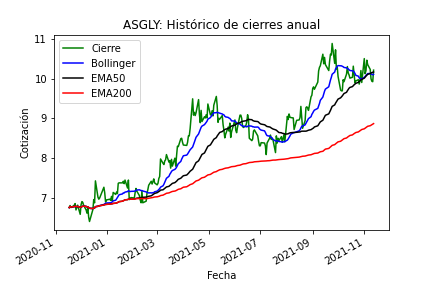 ASGLY: Histórico de cierres anual
Cierre
Bollinger
EMA50
EMA200
Cotización
11
10
9
8
7
2020-11
2021-01
2021-03
2021-05
2021-07
2021-09
2021-11
Fecha